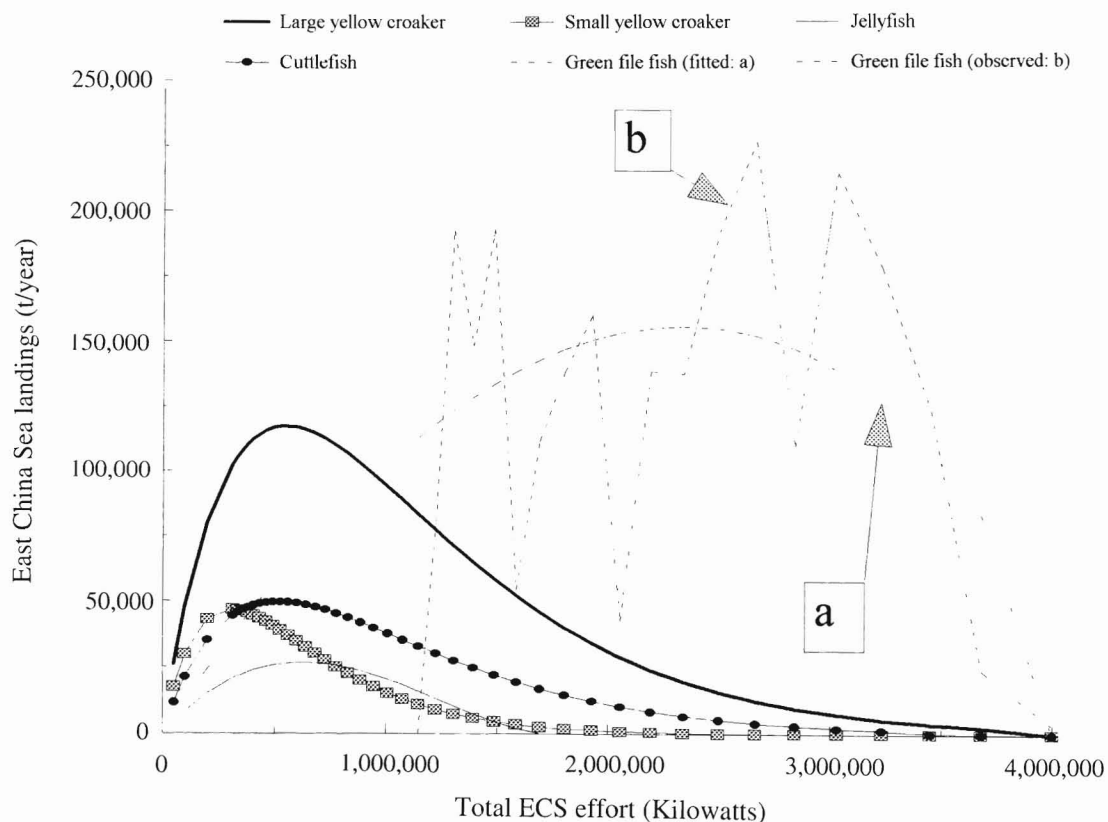 Large yellow croaker
Small yellow croaker
Jellyfish
Cuttlefish
Green file fish (fitted: a)
Green file fish (obsrved: b)
250,000
200,000
150,000
100,000
50,000
0
East China Sea landings (t/year)
b
a
0
1,000,000
2,000,000
3,000,000
4,000,000
Total ECS effort (Kilowatts)